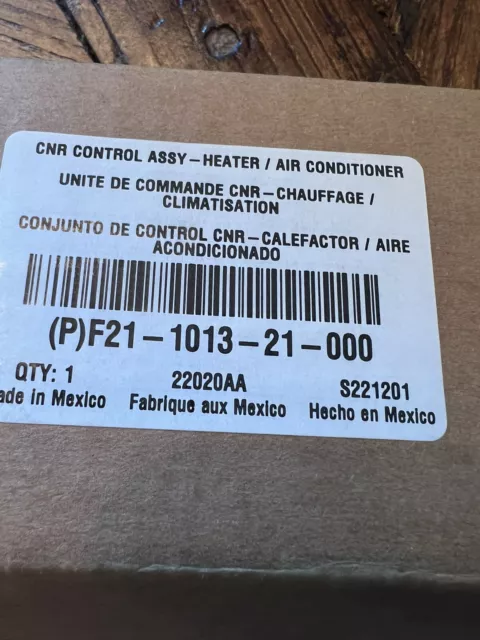 CNR CONTROL ASSY-HEATER / AIR CONDITIONER
UNITE DE COMMANDE CNR-CHAUFFAGE /
CLIMATISATION
CONJUNTO DE CONTROL CNR-CALEFACTOR / AIRE
ACONDICIONADO
(P)F21-1013-21-000
QTY: 1 22020AA S221201
ade in Mexico Fabrique aux Mexico Hecho en Mexico